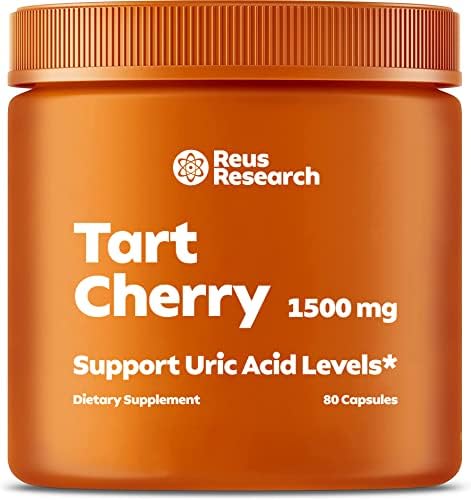 Reus
Research
Tart
Cherry 1500 mg
Support Uric Acid Levels*
Dietary Supplement 80 Capsules